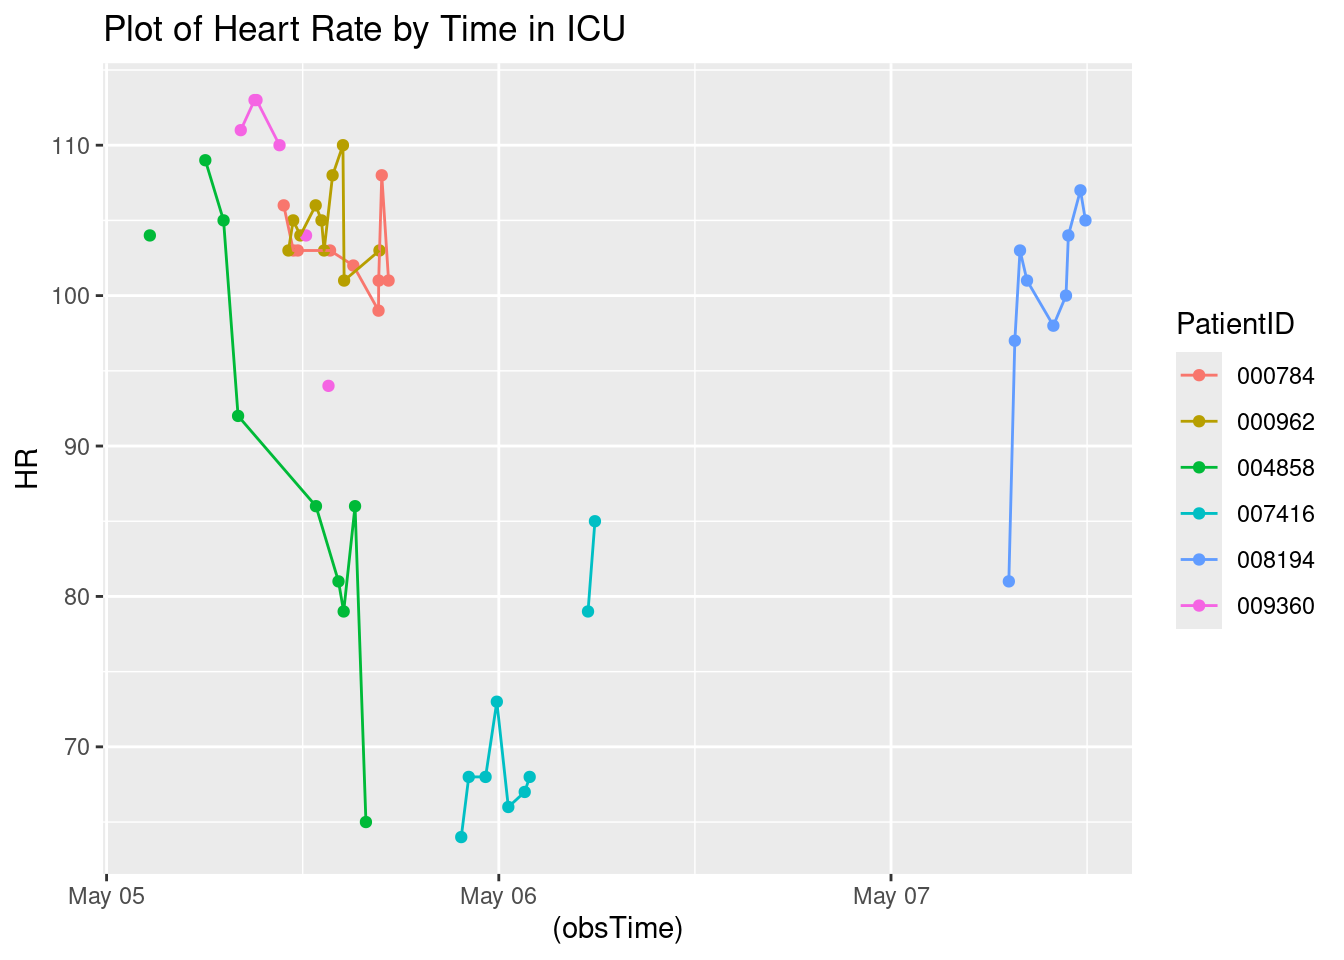 Plot of Heart Rate by Time in ICU
110
100
90
80
70
HR
May 05
May 06
May 07
(obsTime)
PatientID
000784
000962
004858
007416
008194
009360